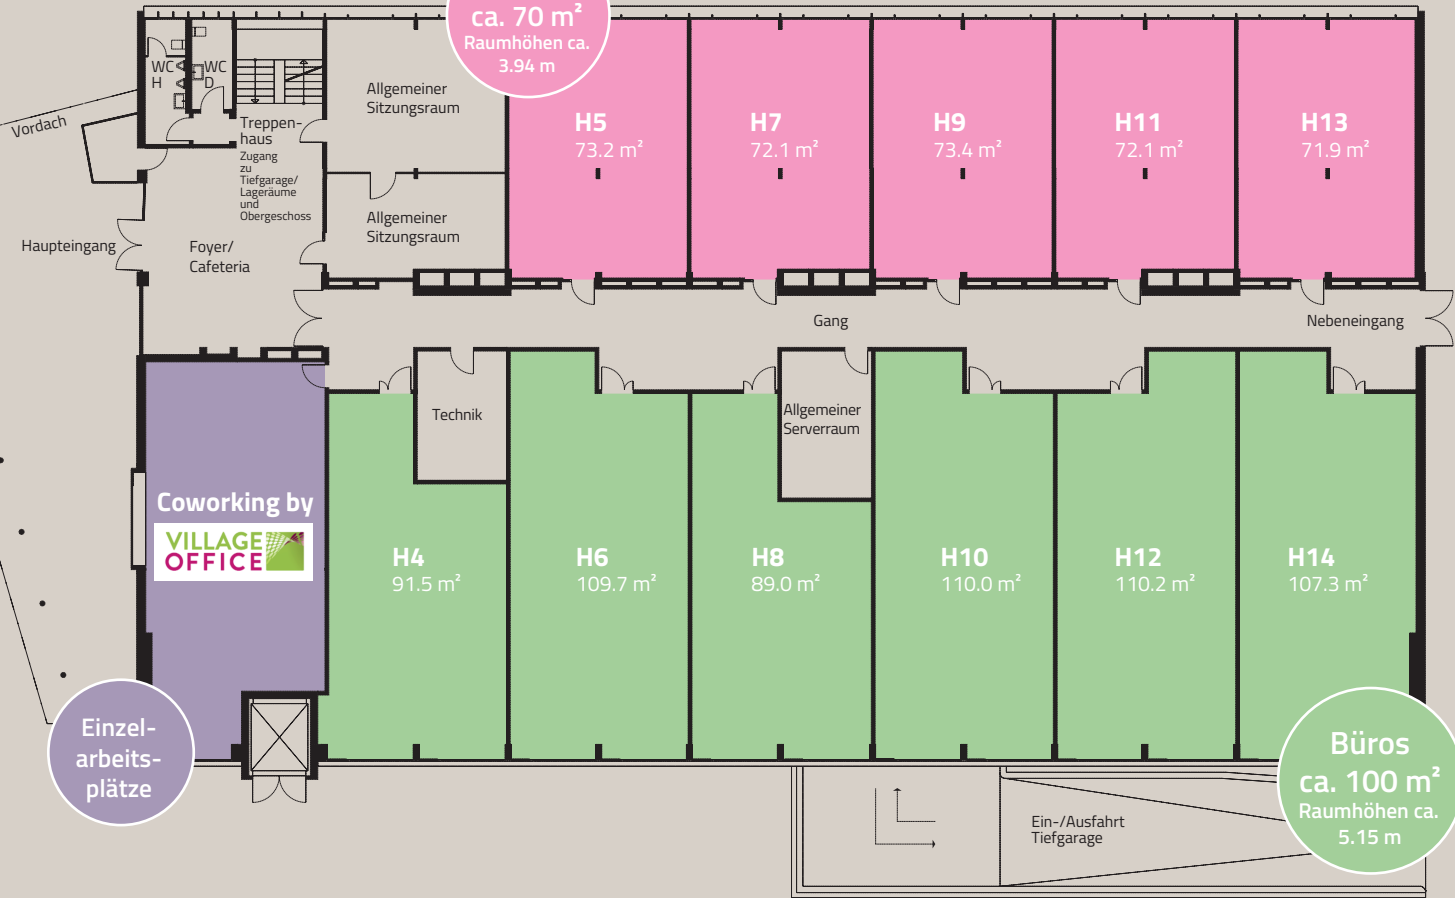 ca. 70 m²
Raumhöhen ca.
3.94 m
WC
H
WC
D
Allgemeiner
Sitzungsraum
Vordach
Treppen-
haus
Zugang
zu
Tiefgarage/
Lageräume
und
Obergeschoss
H5
73.2 m²
H7
72.1 m²
H9
73.4 m²
H11
72.1 m²
H13
71.9 m²
Allgemeiner
Sitzungsraum
Haupteingang
Foyer/
Cafeteria
Gang
Nebeneingang
Technik
Allgemeiner
Serverraum
Coworking by
VILLAGE
OFFICE
H4
91.5 m²
H6
109.7 m²
H8
89.0 m²
H10
110.0 m²
H12
110.2 m²
H14
107.3 m²
Einzel-
arbeits-
plätze
Büros
ca. 100 m²
Raumhöhen ca.
5.15 m
Ein-/Ausfahrt
Tiefgarage